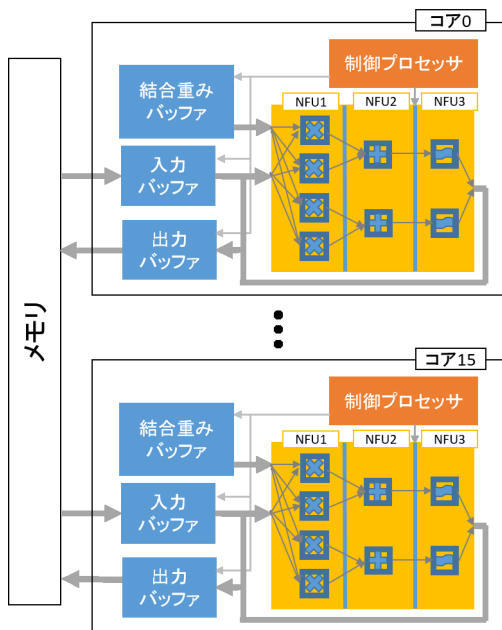 コア0
制御プロセッサ
結合重み
バッファ
NFU1
NFU2
NFU3
入力
バッファ
出力
バッファ
メモリ
コア15
制御プロセッサ
結合重み
バッファ
NFU1
NFU2
NFU3
入力
バッファ
出力
バッファ